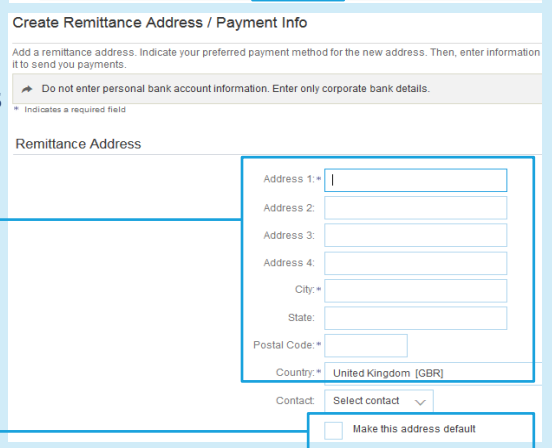 Create Remittance Address / Payment Info
Add a remittance address. Indicate your preferred payment method for the new address. Then, enter information
it to send you payments.
Do not enter personal bank account information. Enter only corporate bank details.
* Indicates a required field
Remittance Address
Address 1:*
Address 2:
Address 3:
Address 4:
City:*
State:
Postal Code:*
Country:* United Kingdom [GBR]
Contact: Select contact
Make this address default